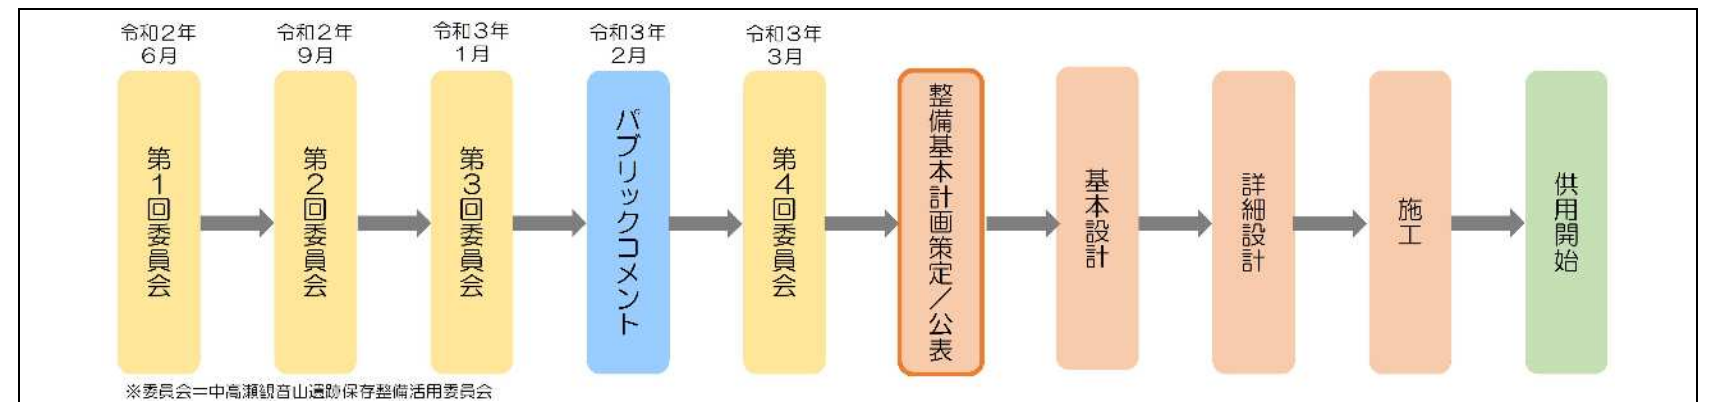 令和2年
6月
令和2年
9月
令和3年
1月
令和3年
2月
令和3年
3月
第1回委員会
第2回委員会
第3回委員会
パブリックコメント
第4回委員会
整備基本計画策定／公表
基本設計
詳細設計
施工
供用開始
※委員会＝中高瀬観音山遺跡保存整備活用委員会